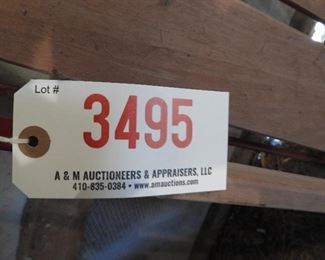 Lot #
3495
A & M AUCTIONEERS & APPRAISERS, LLC
410-835-0384 • www.amauctions.com